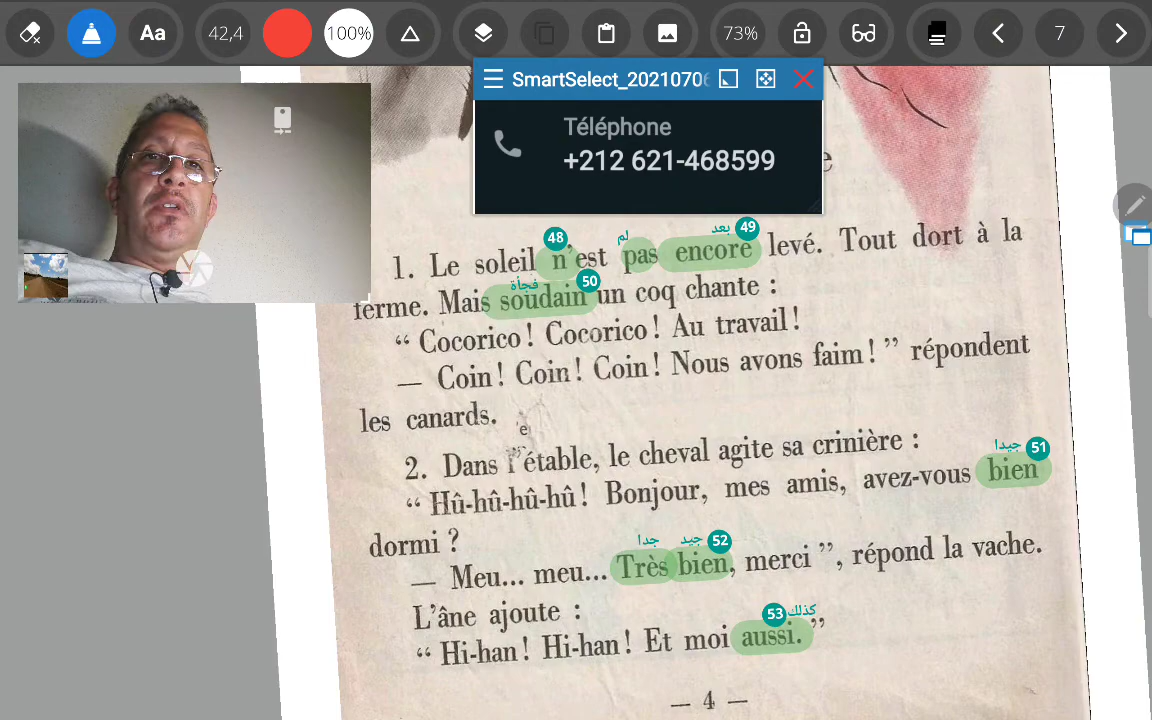 Aa
42,4
100%
73%
7
SmartSelect_2021070
Téléphone
+212 621-468599
e
48 لم بعد 49
1. Le soleil n'est pas encore levé. Tout dort à la
فجأة 50
ferme. Mais soudain un coq chante :
“ Cocorico ! Cocorico ! Au travail !
— Coin ! Coin ! Coin ! Nous avons faim ! ” répondent
les canards.
e
2. Dans l'étable, le cheval agite sa crinière :
جيدا 51
“ Hû-hû-hû-hû ! Bonjour, mes amis, avez-vous bien
dormi ?
جدا جيد 52
— Meu... meu... Très bien, merci ”, répond la vache.
L'âne ajoute :
53 كذلك
“ Hi-han ! Hi-han ! Et moi aussi. ”
— 4 —